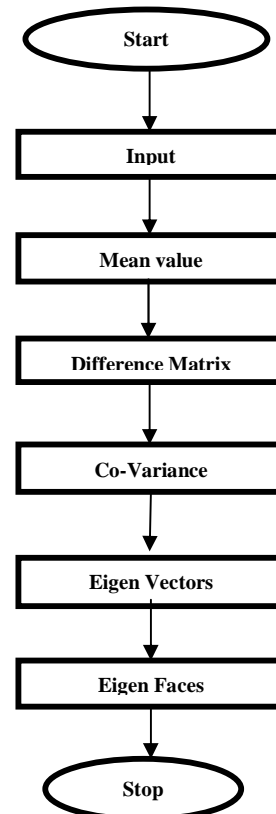 Start
Input
Mean value
Difference Matrix
Co-Variance
Eigen Vectors
Eigen Faces
Stop